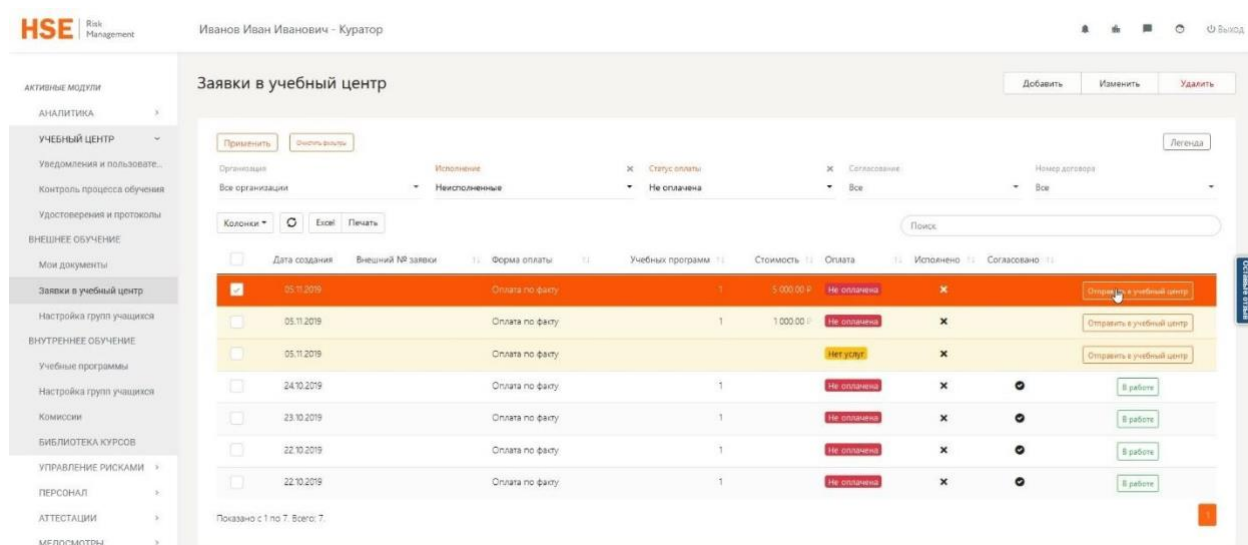 HSE Risk Management
Иванов Иван Иванович - Куратор
Выход
АКТИВНЫЕ МОДУЛИ
АНАЛИТИКА
УЧЕБНЫЙ ЦЕНТР
Уведомления и пользовате...
Контроль процесса обучения
Удостоверения и протоколы
ВНЕШНЕЕ ОБУЧЕНИЕ
Мои документы
Заявки в учебный центр
Настройка групп учащихся
ВНУТРЕННЕЕ ОБУЧЕНИЕ
Учебные программы
Настройка групп учащихся
Комиссии
БИБЛИОТЕКА КУРСОВ
УПРАВЛЕНИЕ РИСКАМИ
ПЕРСОНАЛ
АТТЕСТАЦИИ
МЕДОСМОТРЫ
Заявки в учебный центр
Добавить Изменить Удалить
Применить Очистить фильтры Легенда
Организация Исполнение Статус оплаты Согласование Номер договора
Все организации Неисполненные Не оплачена Все Все
Колонки Excel Печать Поиск
Дата создания Внешний № заявки Форма оплаты Учебных программ Стоимость Оплата Исполнено Согласовано
05.11.2019 Оплата по факту 1 5 000.00 ₽ Не оплачена Отправить в учебный центр
05.11.2019 Оплата по факту 1 1 000.00 ₽ Не оплачена Отправить в учебный центр
05.11.2019 Оплата по факту Нет услуг Отправить в учебный центр
24.10.2019 Оплата по факту 1 Не оплачена В работе
23.10.2019 Оплата по факту 1 Не оплачена В работе
22.10.2019 Оплата по факту 1 Не оплачена В работе
22.10.2019 Оплата по факту 1 Не оплачена В работе
Показано с 1 по 7. Всего: 7.
1
Оставьте отзыв